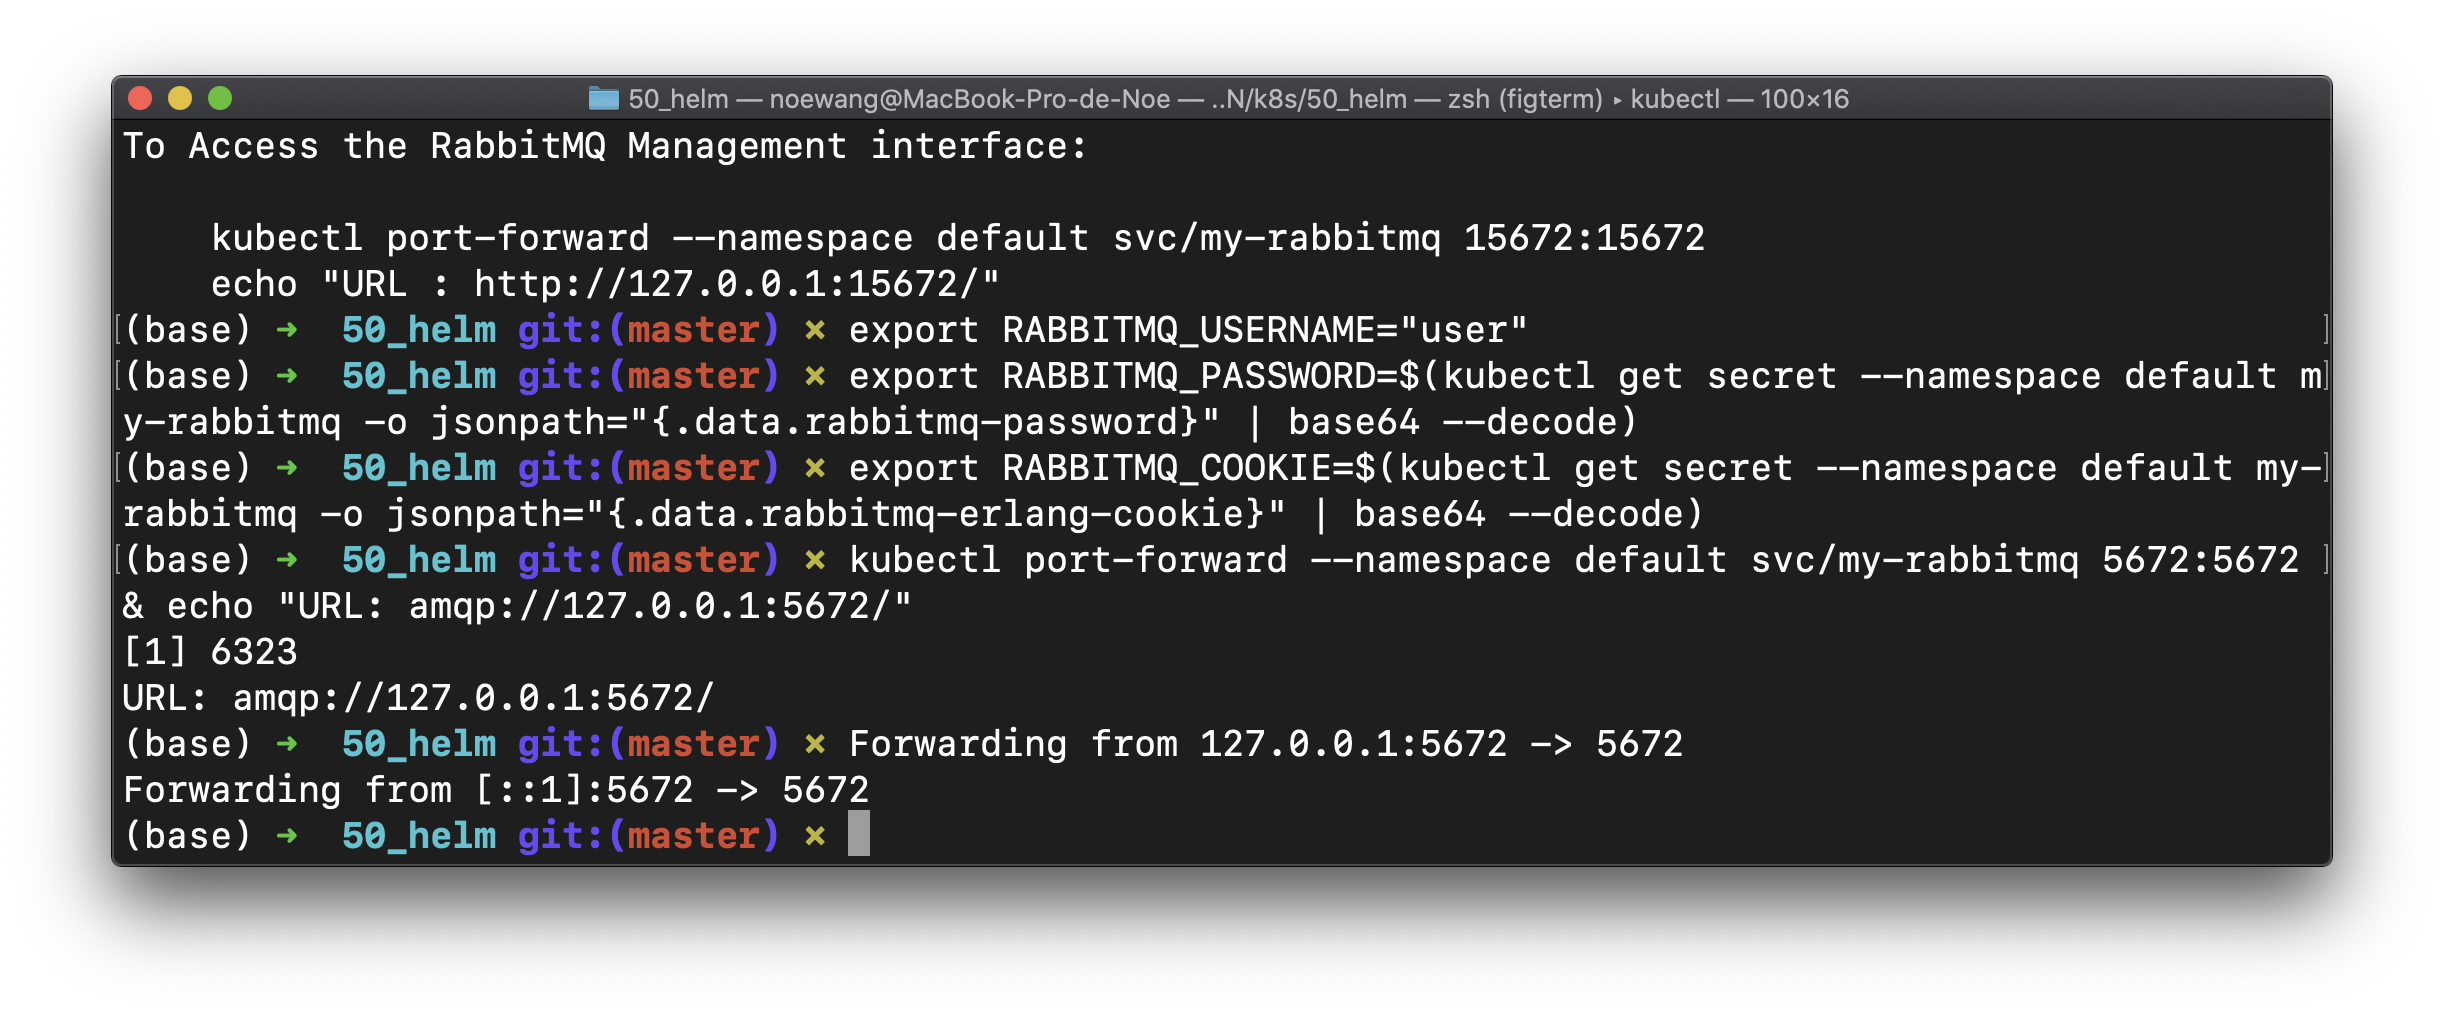 50_helm — noewang@MacBook-Pro-de-Noe — ..N/k8s/50_helm — zsh (figterm) ▸ kubectl — 100×16
To Access the RabbitMQ Management interface:
kubectl port-forward --namespace default svc/my-rabbitmq 15672:15672
echo "URL : http://127.0.0.1:15672/"
[(base) ➜  50_helm git:(master) ✗ export RABBITMQ_USERNAME="user" ]
[(base) ➜  50_helm git:(master) ✗ export RABBITMQ_PASSWORD=$(kubectl get secret --namespace default m]
y-rabbitmq -o jsonpath="{.data.rabbitmq-password}" | base64 --decode)
[(base) ➜  50_helm git:(master) ✗ export RABBITMQ_COOKIE=$(kubectl get secret --namespace default my-]
rabbitmq -o jsonpath="{.data.rabbitmq-erlang-cookie}" | base64 --decode)
[(base) ➜  50_helm git:(master) ✗ kubectl port-forward --namespace default svc/my-rabbitmq 5672:5672 ]
& echo "URL: amqp://127.0.0.1:5672/"
[1] 6323
URL: amqp://127.0.0.1:5672/
(base) ➜  50_helm git:(master) ✗ Forwarding from 127.0.0.1:5672 -> 5672
Forwarding from [::1]:5672 -> 5672
(base) ➜  50_helm git:(master) ✗